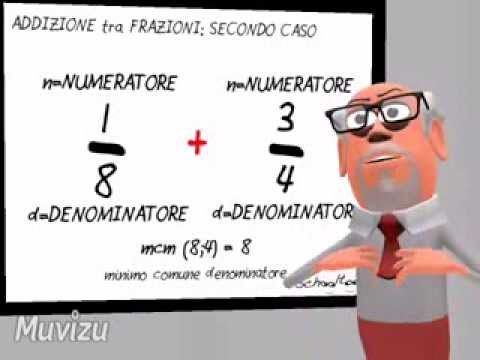 ADDIZIONE tra FRAZIONI: SECONDO CASO
n=NUMERATORE n=NUMERATORE
1 + 3
8 4
d=DENOMINATORE d=DENOMINATOR
mcm (8;4) = 8
minimo comune denominatore
Muvizu